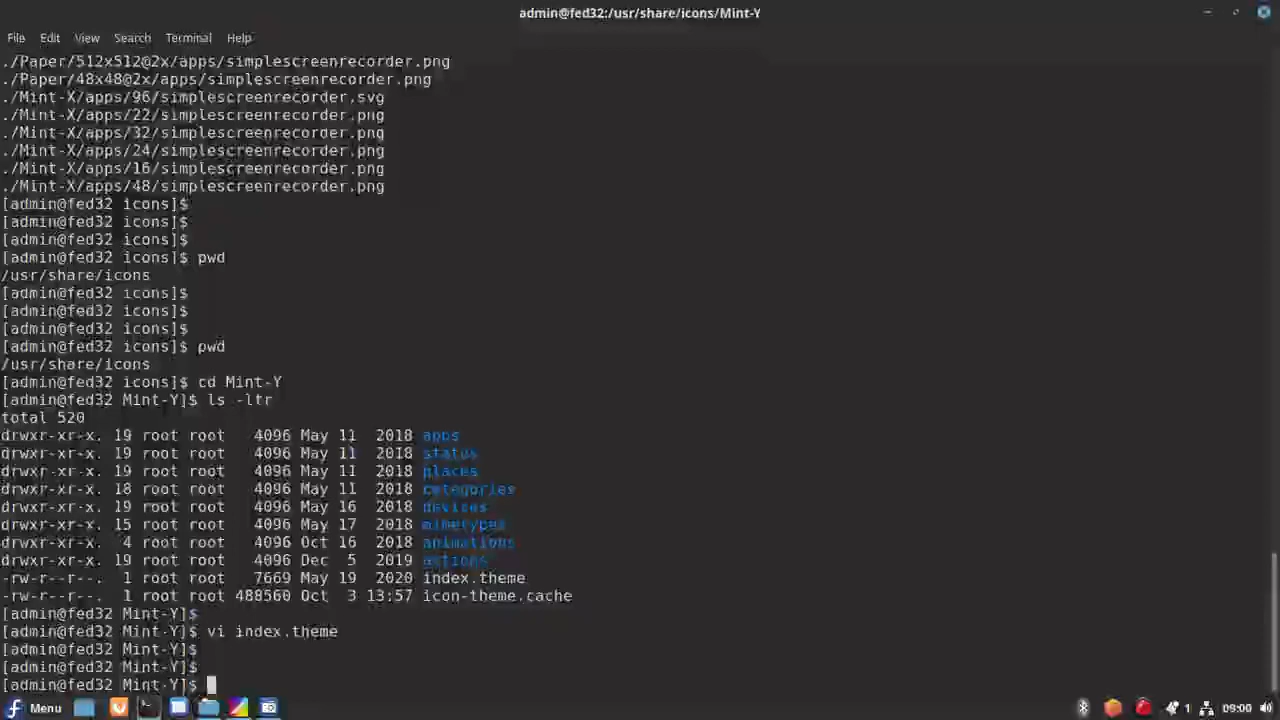 admin@fed32:/usr/share/icons/Mint-Y
File Edit View Search Terminal Help
./Paper/512x512@2x/apps/simplescreenrecorder.png
./Paper/48x48@2x/apps/simplescreenrecorder.png
./Mint-X/apps/96/simplescreenrecorder.svg
./Mint-X/apps/22/simplescreenrecorder.png
./Mint-X/apps/32/simplescreenrecorder.png
./Mint-X/apps/24/simplescreenrecorder.png
./Mint-X/apps/16/simplescreenrecorder.png
./Mint-X/apps/48/simplescreenrecorder.png
[admin@fed32 icons]$
[admin@fed32 icons]$
[admin@fed32 icons]$
[admin@fed32 icons]$ pwd
/usr/share/icons
[admin@fed32 icons]$
[admin@fed32 icons]$
[admin@fed32 icons]$
[admin@fed32 icons]$ pwd
/usr/share/icons
[admin@fed32 icons]$ cd Mint-Y
[admin@fed32 Mint-Y]$ ls -ltr
total 520
drwxr-xr-x. 19 root root   4096 May 11  2018 apps
drwxr-xr-x. 19 root root   4096 May 11  2018 status
drwxr-xr-x. 19 root root   4096 May 11  2018 places
drwxr-xr-x. 18 root root   4096 May 11  2018 categories
drwxr-xr-x. 19 root root   4096 May 16  2018 devices
drwxr-xr-x. 15 root root   4096 May 17  2018 mimetypes
drwxr-xr-x.  4 root root   4096 Oct 16  2018 animations
drwxr-xr-x. 19 root root   4096 Dec  5  2019 actions
-rw-r--r--.  1 root root   7669 May 19  2020 index.theme
-rw-r--r--.  1 root root 488560 Oct  3 13:57 icon-theme.cache
[admin@fed32 Mint-Y]$
[admin@fed32 Mint-Y]$ vi index.theme
[admin@fed32 Mint-Y]$
[admin@fed32 Mint-Y]$
[admin@fed32 Mint-Y]$
Menu 1 09:00